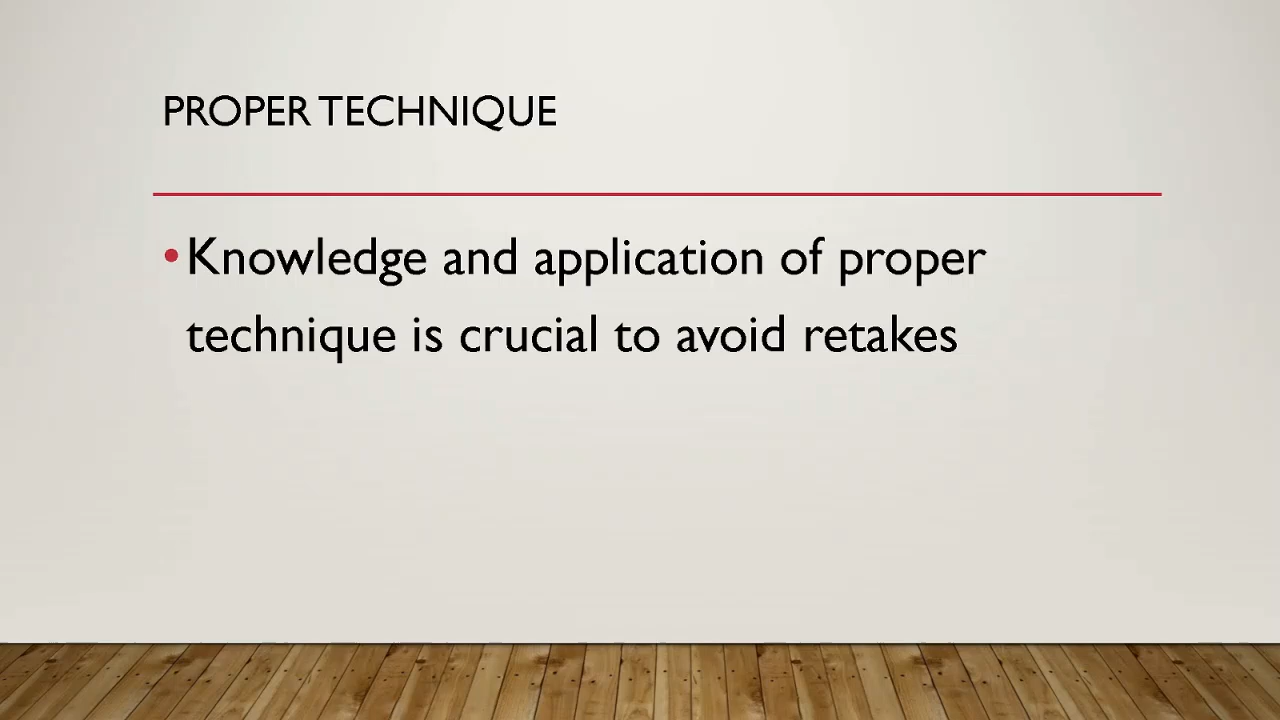 PROPER TECHNIQUE
•Knowledge and application of proper
technique is crucial to avoid retakes